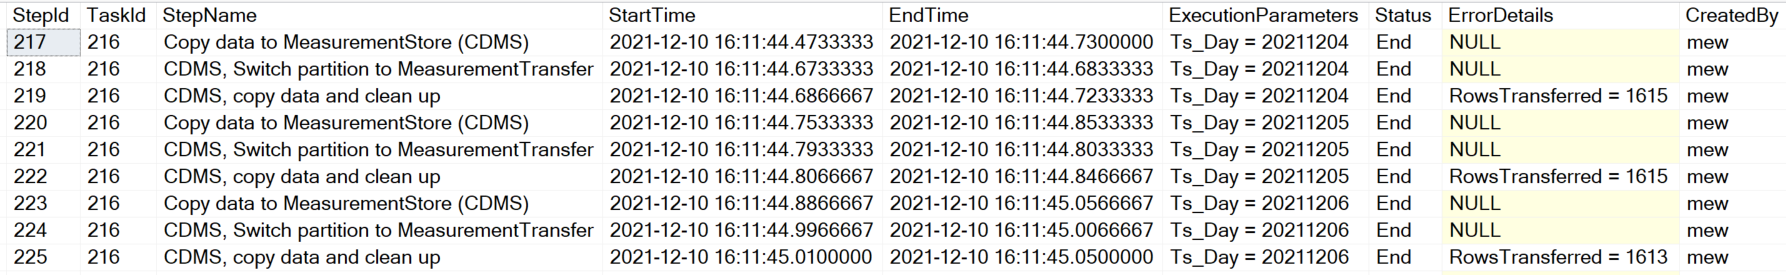 StepId TaskId StepName StartTime EndTime ExecutionParameters Status ErrorDetails CreatedBy
217 216 Copy data to MeasurementStore (CDMS) 2021-12-10 16:11:44.4733333 2021-12-10 16:11:44.7300000 Ts_Day = 20211204 End NULL mew
218 216 CDMS, Switch partition to MeasurementTransfer 2021-12-10 16:11:44.6733333 2021-12-10 16:11:44.6833333 Ts_Day = 20211204 End NULL mew
219 216 CDMS, copy data and clean up 2021-12-10 16:11:44.6866667 2021-12-10 16:11:44.7233333 Ts_Day = 20211204 End RowsTransferred = 1615 mew
220 216 Copy data to MeasurementStore (CDMS) 2021-12-10 16:11:44.7533333 2021-12-10 16:11:44.8533333 Ts_Day = 20211205 End NULL mew
221 216 CDMS, Switch partition to MeasurementTransfer 2021-12-10 16:11:44.7933333 2021-12-10 16:11:44.8033333 Ts_Day = 20211205 End NULL mew
222 216 CDMS, copy data and clean up 2021-12-10 16:11:44.8066667 2021-12-10 16:11:44.8466667 Ts_Day = 20211205 End RowsTransferred = 1615 mew
223 216 Copy data to MeasurementStore (CDMS) 2021-12-10 16:11:44.8866667 2021-12-10 16:11:45.0566667 Ts_Day = 20211206 End NULL mew
224 216 CDMS, Switch partition to MeasurementTransfer 2021-12-10 16:11:44.9966667 2021-12-10 16:11:45.0066667 Ts_Day = 20211206 End NULL mew
225 216 CDMS, copy data and clean up 2021-12-10 16:11:45.0100000 2021-12-10 16:11:45.0500000 Ts_Day = 20211206 End RowsTransferred = 1613 mew